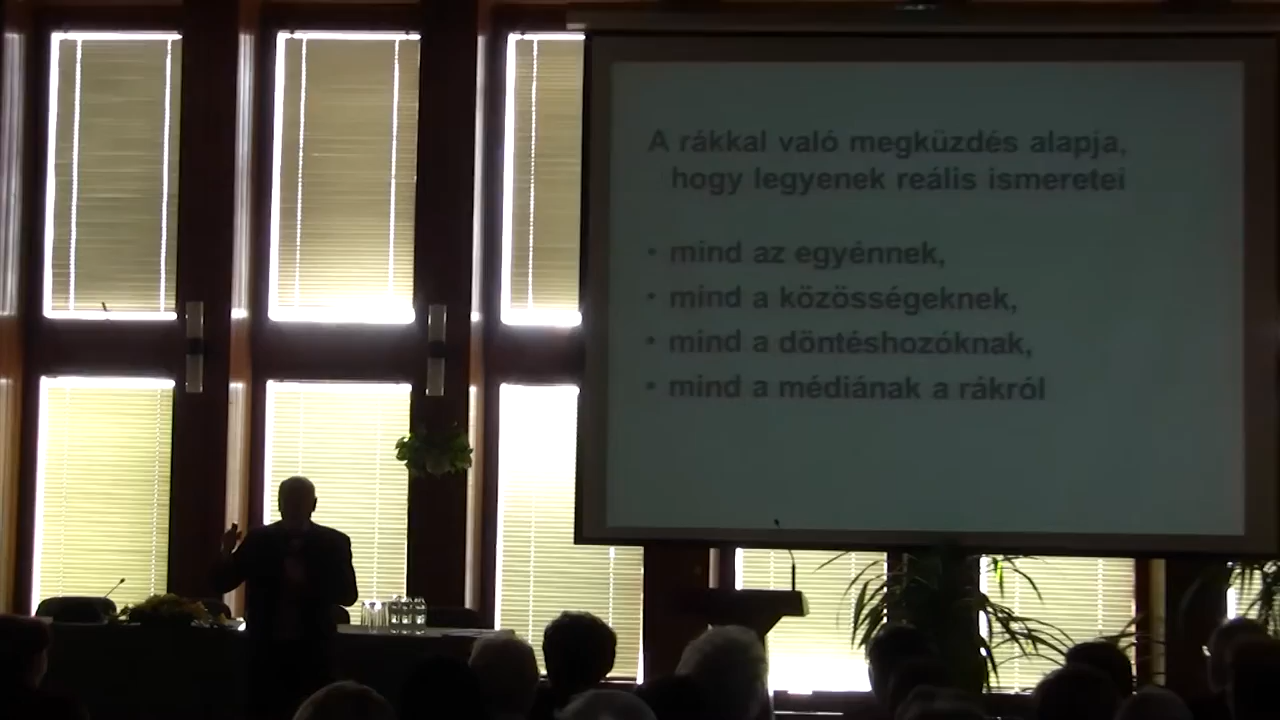 A rákkal való megküzdés alapja,
hogy legyenek reális ismeretei
• mind az egyénnek,
• mind a közösségeknek,
• mind a döntéshozóknak,
• mind a médiának a rákról